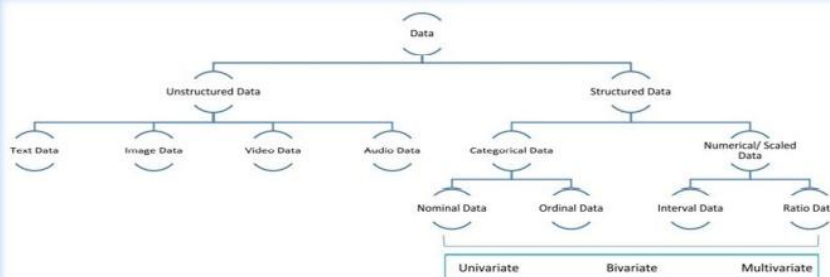 Data
Unstructured Data
Structured Data
Text Data
Image Data
Video Data
Audio Data
Categorical Data
Numerical/ Scaled
Data
Nominal Data
Ordinal Data
Interval Data
Ratio Dat
Univariate
Bivariate
Multivariate